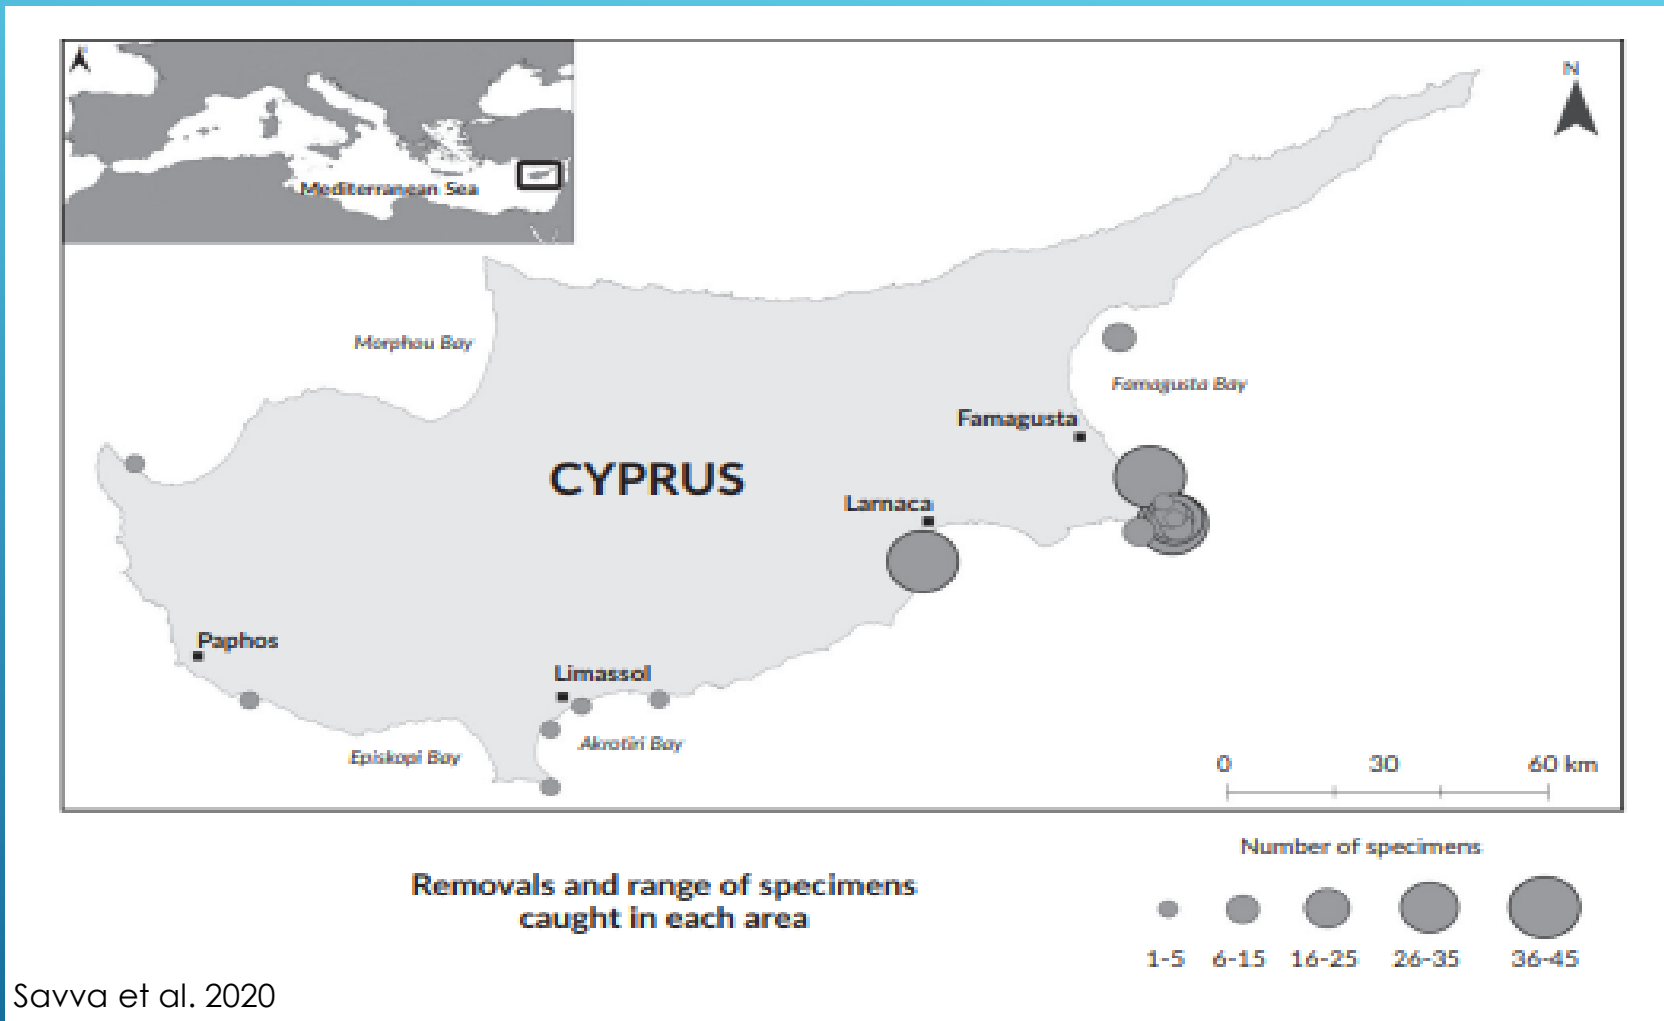 Mediterranean Sea
N
Morphou Bay
Famagusta Bay
Famagusta
CYPRUS
Larnaca
Paphos
Limassol
Akrotiri Bay
Episkopi Bay
0 30 60 km
Number of specimens
Removals and range of specimens
caught in each area
1-5 6-15 16-25 26-35 36-45
Savva et al. 2020